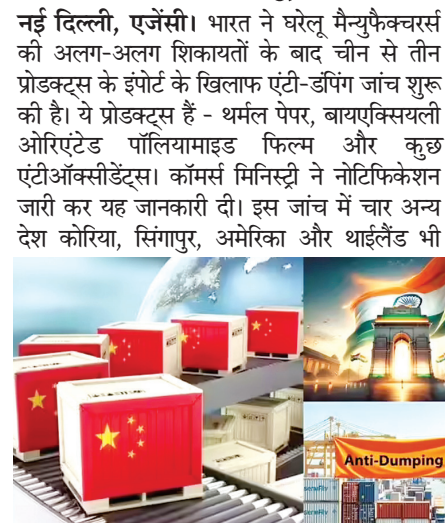 नई दिल्ली, एजेंसी। भारत ने घरेलू मैन्युफैक्चरर्स
की अलग-अलग शिकायतों के बाद चीन से तीन
प्रोडक्ट्स के इंपोर्ट के खिलाफ एंटी-डंपिंग जांच शुरू
की है। ये प्रोडक्ट्स हैं - थर्मल पेपर, बायएक्सियली
ओरिएंटेड पॉलियामाइड फिल्म और कुछ
एंटीऑक्सीडेंट्स। कॉमर्स मिनिस्ट्री ने नोटिफिकेशन
जारी कर यह जानकारी दी। इस जांच में चार अन्य
देश कोरिया, सिंगापुर, अमेरिका और थाईलैंड भी
Anti-Dumping